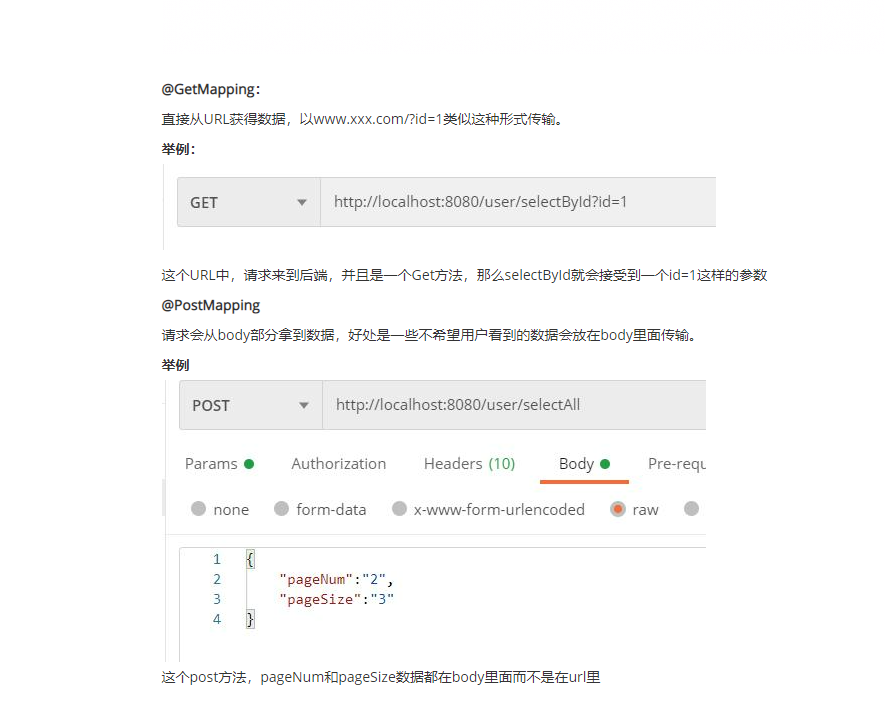 @GetMapping：
直接从URL获得数据，以www.xxx.com/?id=1类似这种形式传输。
举例：
GET http://localhost:8080/user/selectById?id=1
这个URL中，请求来到后端，并且是一个Get方法，那么selectById就会接受到一个id=1这样的参数
@PostMapping
请求会从body部分拿到数据，好处是一些不希望用户看到的数据会放在body里面传输。
举例
POST http://localhost:8080/user/selectAll
Params Authorization Headers (10) Body Pre-requ
none form-data x-www-form-urlencoded raw
1 {
2 "pageNum":"2",
3 "pageSize":"3"
4 }
这个post方法，pageNum和pageSize数据都在body里面而不是在url里